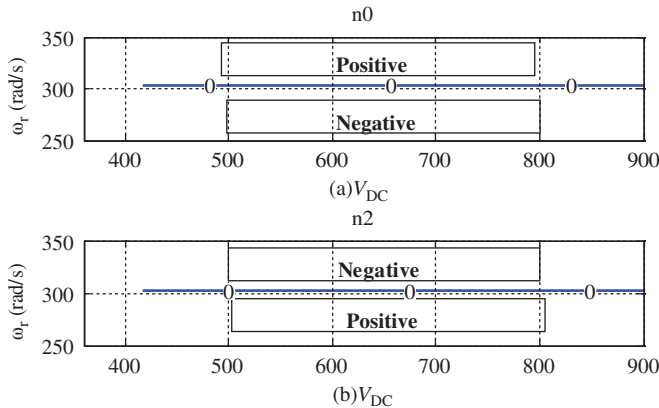 n0
350
300
250
ω_r (rad/s)
Positive
0 0 0
Negative
400 500 600 700 800 900
(a)V_DC
n2
350
300
250
ω_r (rad/s)
Negative
0 0 0
Positive
400 500 600 700 800 900
(b)V_DC